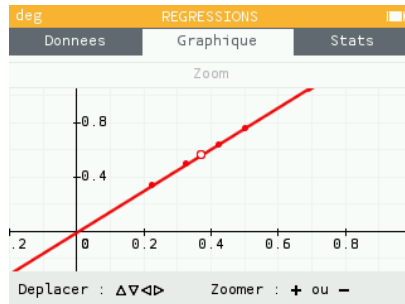 deg REGRESSIONS
Donnees Graphique Stats
Zoom
0.8
0.4
.2 0 0.2 0.4 0.6 0.8
Deplacer : △▽◁▷ Zoomer : + ou −